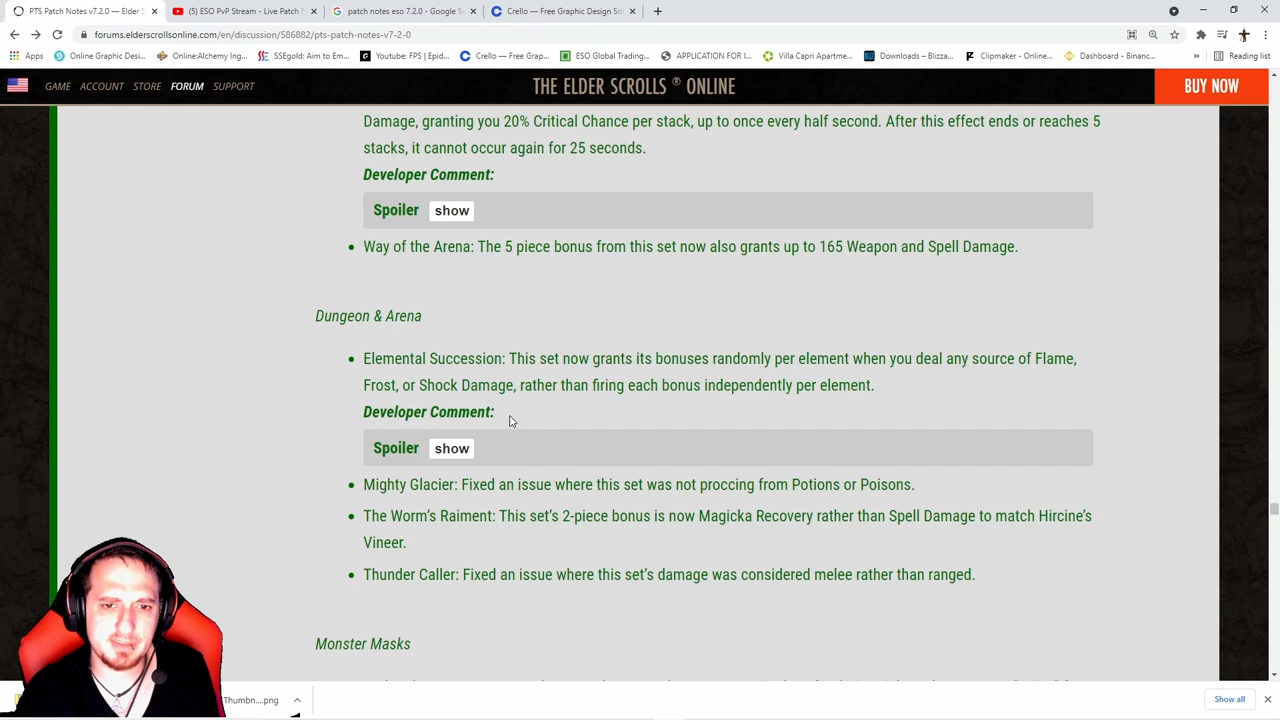 PTS Patch Notes v7.2.0 — Elder S
(5) ESO PvP Stream - Live Patch N
patch notes eso 7.2.0 - Google Se
Crello — Free Graphic Design So
forums.elderscrollsonline.com/en/discussion/586882/pts-patch-notes-v7-2-0
Apps
Online Graphic Desi...
Online:Alchemy Ing...
SSEgold: Aim to Em...
Youtube: FPS | Epid...
Crello — Free Grap...
ESO Global Trading...
APPLICATION FOR I...
Villa Capri Apartme...
Downloads – Blizza...
Clipmaker - Online...
Dashboard - Binanc...
Reading list
GAME ACCOUNT STORE FORUM SUPPORT
THE ELDER SCROLLS ® ONLINE
BUY NOW
Damage, granting you 20% Critical Chance per stack, up to once every half second. After this effect ends or reaches 5
stacks, it cannot occur again for 25 seconds.
Developer Comment:
Spoiler show
• Way of the Arena: The 5 piece bonus from this set now also grants up to 165 Weapon and Spell Damage.
Dungeon & Arena
• Elemental Succession: This set now grants its bonuses randomly per element when you deal any source of Flame,
Frost, or Shock Damage, rather than firing each bonus independently per element.
Developer Comment:
Spoiler show
• Mighty Glacier: Fixed an issue where this set was not proccing from Potions or Poisons.
• The Worm's Raiment: This set's 2-piece bonus is now Magicka Recovery rather than Spell Damage to match Hircine's
Vineer.
• Thunder Caller: Fixed an issue where this set's damage was considered melee rather than ranged.
Monster Masks
Thumbn....png
Show all